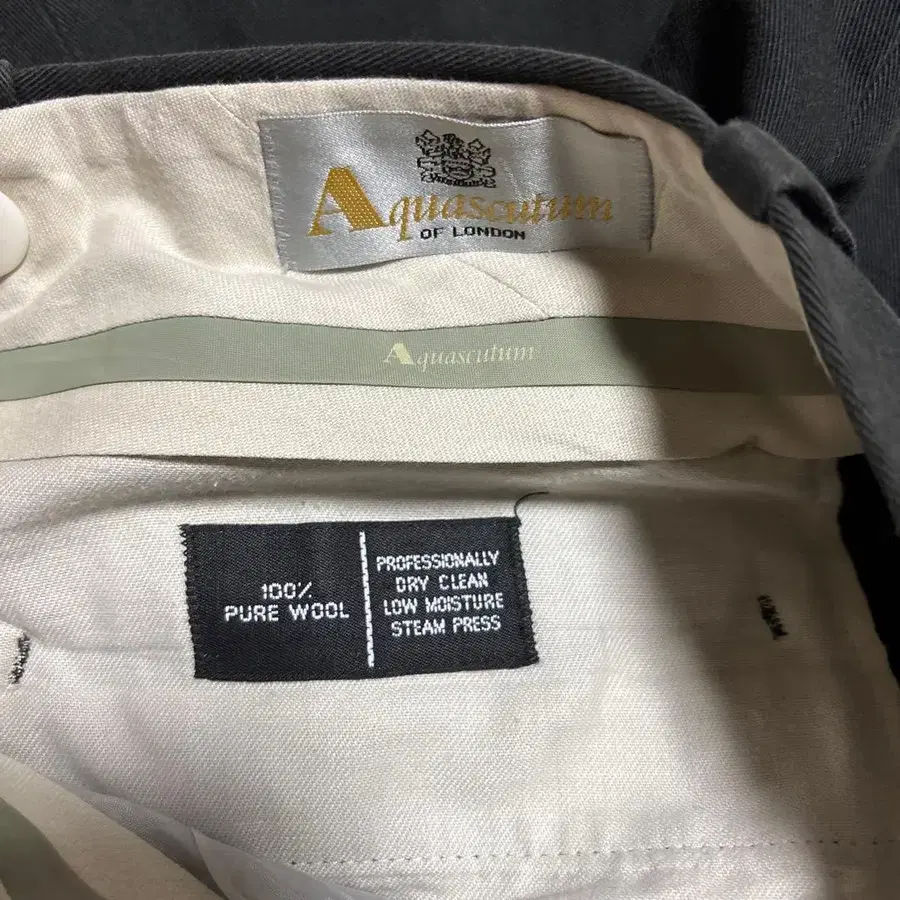 Aquascutum
OF LONDON
Aquascutum
100%
PURE WOOL
PROFESSIONALLY
DRY CLEAN
LOW MOISTURE
STEAM PRESS